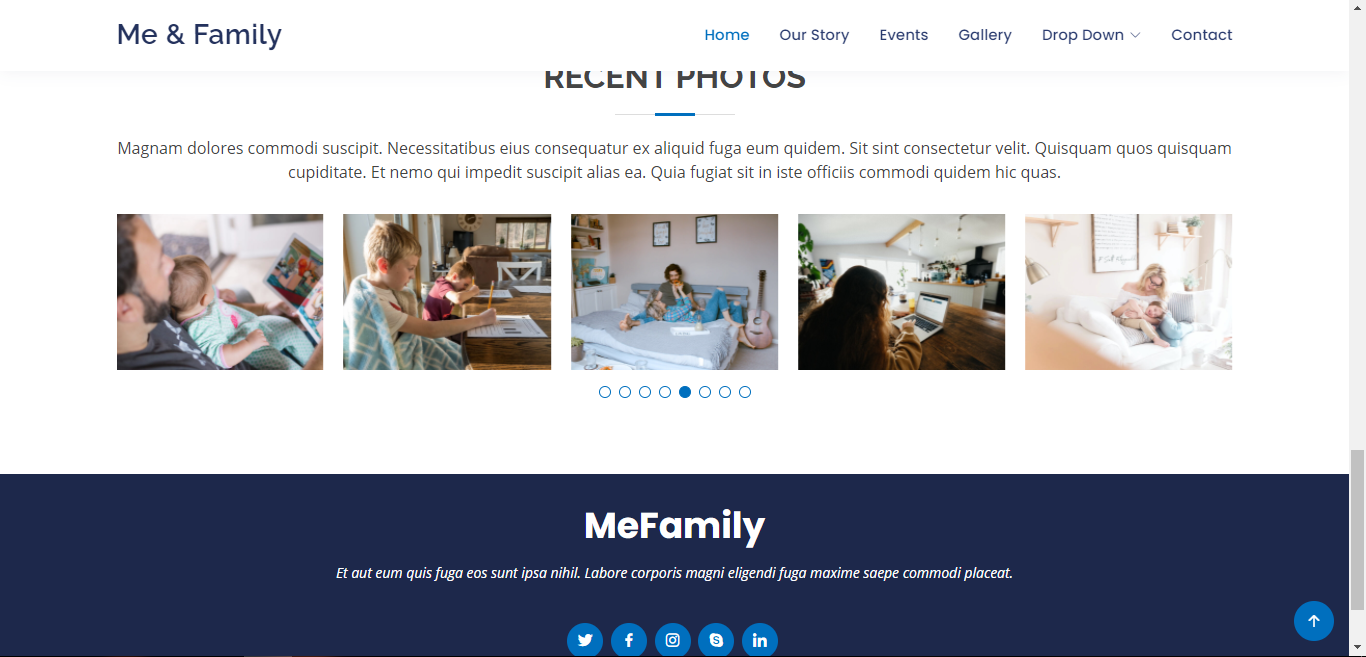 Me & Family
Home Our Story Events Gallery Drop Down Contact
RECENT PHOTOS
Magnam dolores commodi suscipit. Necessitatibus eius consequatur ex aliquid fuga eum quidem. Sit sint consectetur velit. Quisquam quos quisquam
cupiditate. Et nemo qui impedit suscipit alias ea. Quia fugiat sit in iste officiis commodi quidem hic quas.
MeFamily
Et aut eum quis fuga eos sunt ipsa nihil. Labore corporis magni eligendi fuga maxime saepe commodi placeat.